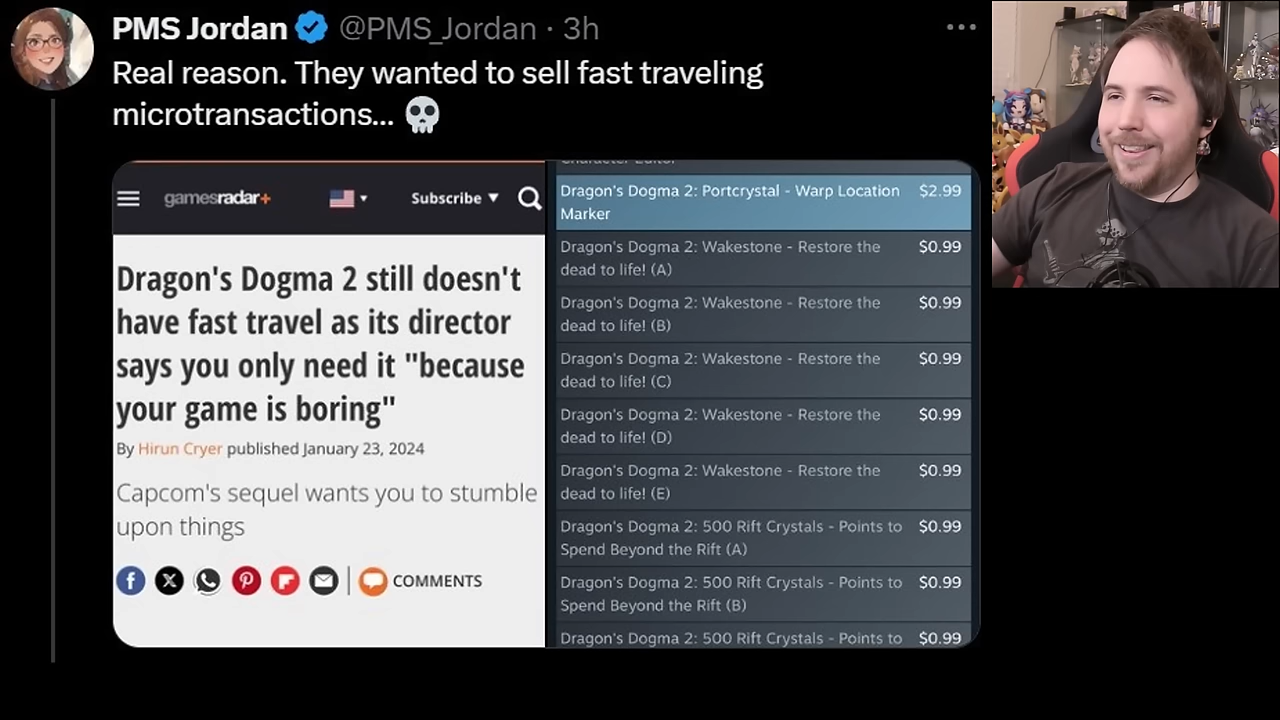 PMS Jordan @PMS_Jordan · 3h
Real reason. They wanted to sell fast traveling
microtransactions... 💀
gamesradar+ Subscribe
Dragon's Dogma 2 still doesn't
have fast travel as its director
says you only need it "because
your game is boring"
By Hirun Cryer published January 23, 2024
Capcom's sequel wants you to stumble
upon things
COMMENTS
Character Editor
Dragon's Dogma 2: Portcrystal - Warp Location $2.99
Marker
Dragon's Dogma 2: Wakestone - Restore the $0.99
dead to life! (A)
Dragon's Dogma 2: Wakestone - Restore the $0.99
dead to life! (B)
Dragon's Dogma 2: Wakestone - Restore the $0.99
dead to life! (C)
Dragon's Dogma 2: Wakestone - Restore the $0.99
dead to life! (D)
Dragon's Dogma 2: Wakestone - Restore the $0.99
dead to life! (E)
Dragon's Dogma 2: 500 Rift Crystals - Points to $0.99
Spend Beyond the Rift (A)
Dragon's Dogma 2: 500 Rift Crystals - Points to $0.99
Spend Beyond the Rift (B)
Dragon's Dogma 2: 500 Rift Crystals - Points to $0.99